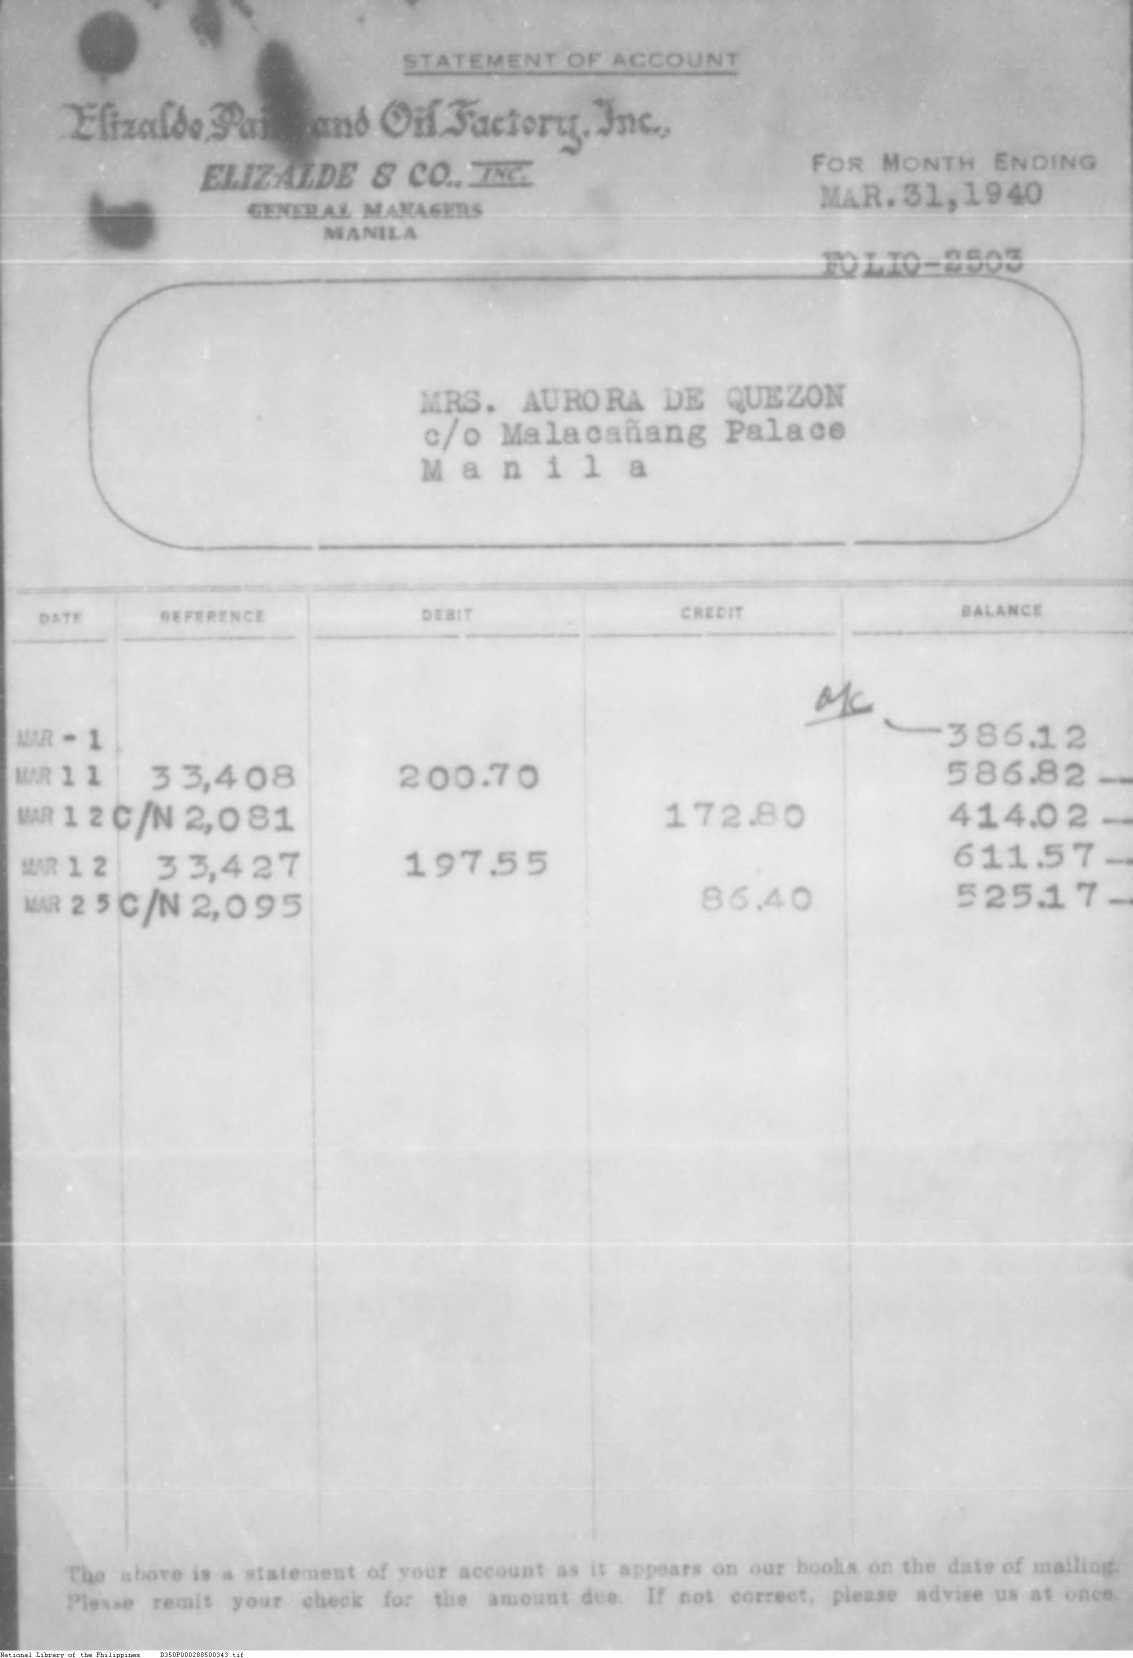 STATEMENT OF ACCOUNT
Elizalde Paint and Oil Factory, Inc.,
ELIZALDE & CO., INC.
GENERAL MANAGERS
MANILA
FOR MONTH ENDING
MAR.31,1940
FOLIO-2503
MRS. AURORA DE QUEZON
c/o Malacañang Palace
M a n i l a
DATE REFERENCE DEBIT CREDIT BALANCE
a/c
MAR - 1 386.12
MAR 11 33,408 200.70 586.82 —
MAR 12 C/N 2,081 172.80 414.02 —
MAR 12 33,427 197.55 611.57 —
MAR 25 C/N 2,095 86.40 525.17 —
The above is a statement of your account as it appears on our books on the date of mailing.
Please remit your check for the amount due. If not correct, please advise us at once.
National Library of the Philippines D350P000288500343.tif